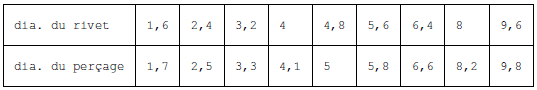 dia. du rivet 1,6 2,4 3,2 4 4,8 5,6 6,4 8 9,6
dia. du perçage 1,7 2,5 3,3 4,1 5 5,8 6,6 8,2 9,8